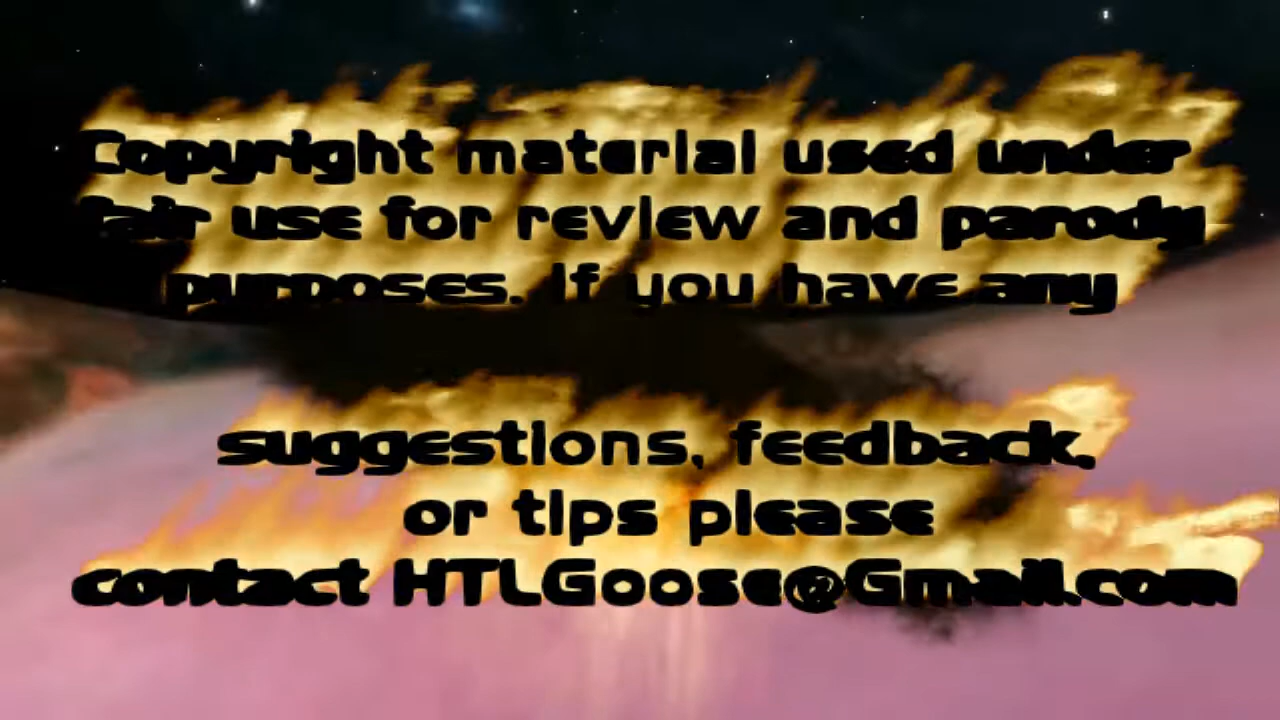 Copyright material used under
fair use for review and parody
purposes. If you have any
suggestions, feedback,
or tips please
contact HTLGoose@Gmail.com